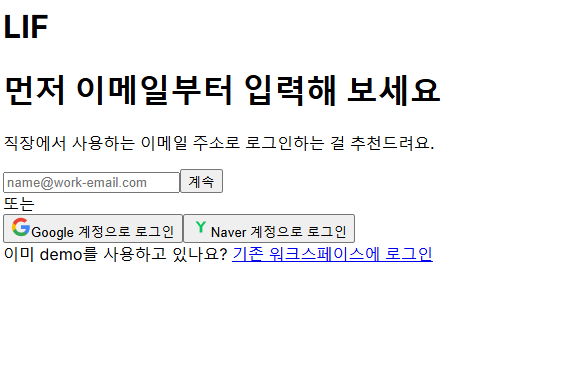 LIF
먼저 이메일부터 입력해 보세요
직장에서 사용하는 이메일 주소로 로그인하는 걸 추천드려요.
name@work-email.com 계속
또는
Google 계정으로 로그인 Naver 계정으로 로그인
이미 demo를 사용하고 있나요? 기존 워크스페이스에 로그인